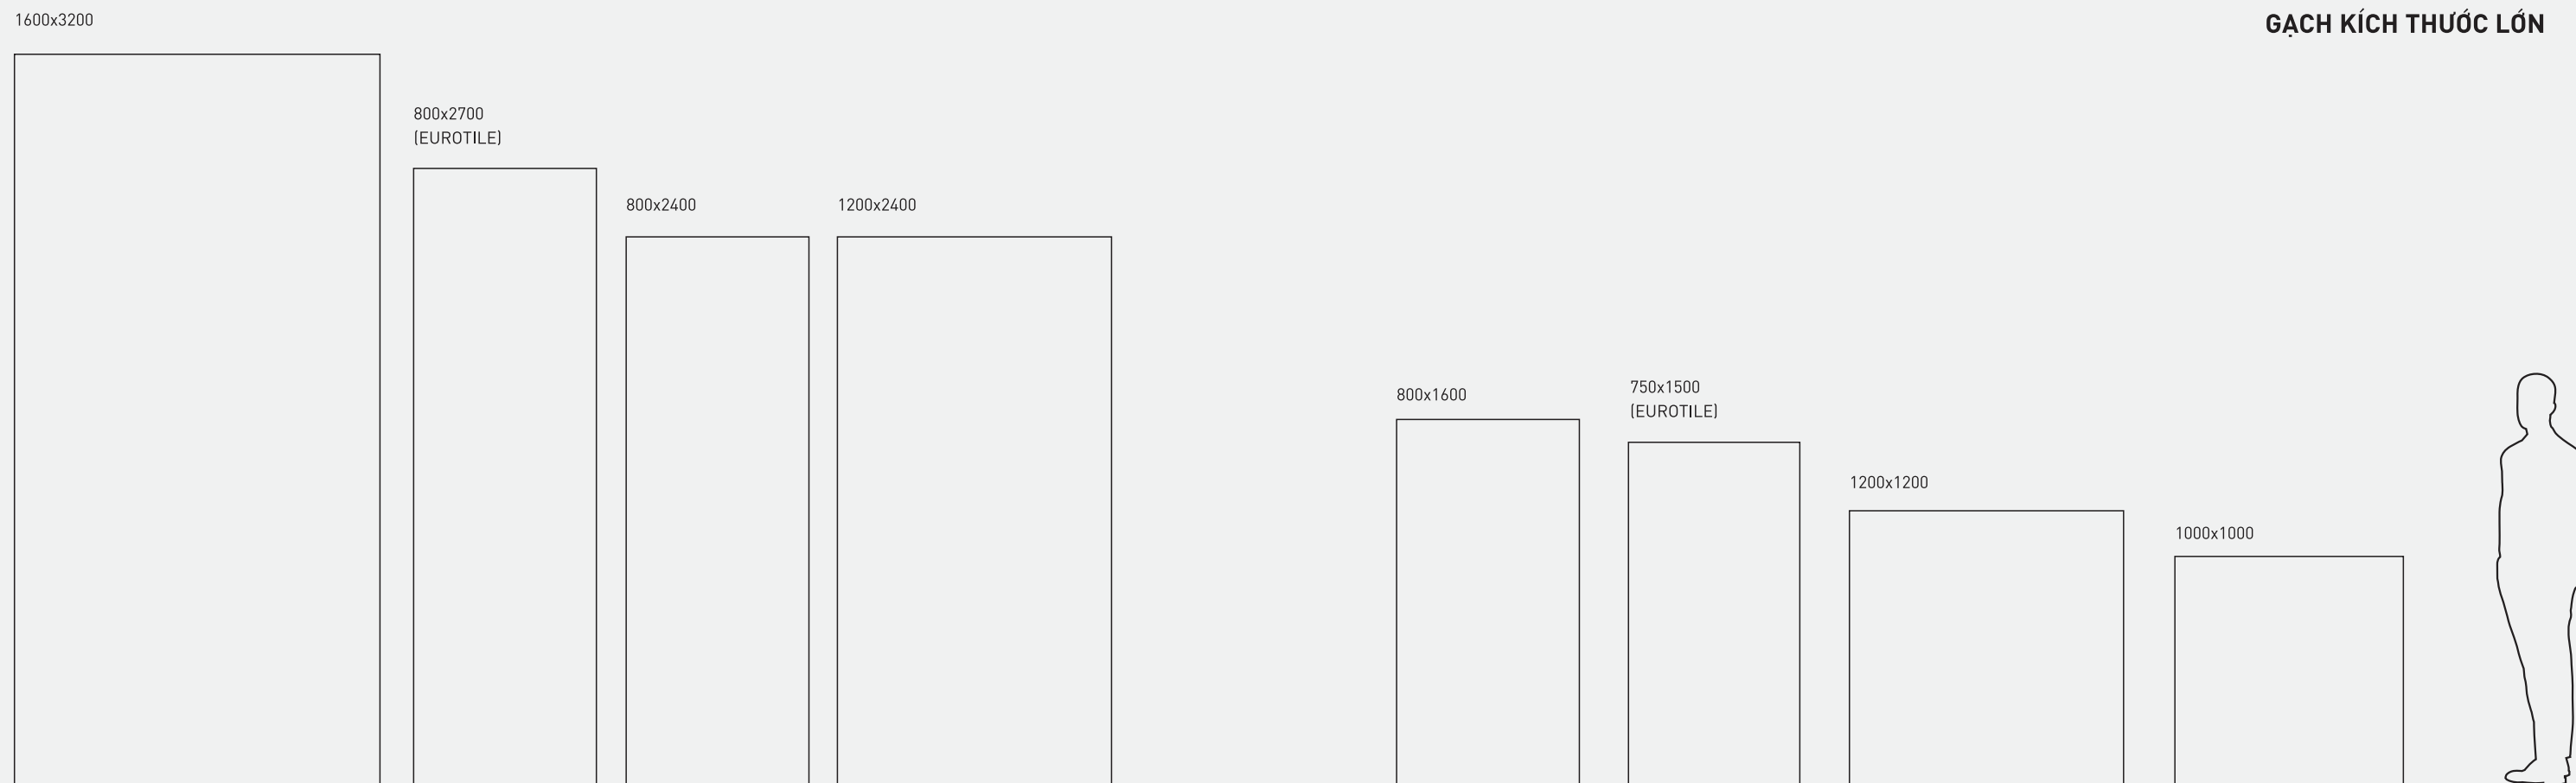 GẠCH KÍCH THƯỚC LỚN
1600x3200
800x2700
(EUROTILE)
800x2400
1200x2400
800x1600
750x1500
(EUROTILE)
1200x1200
1000x1000